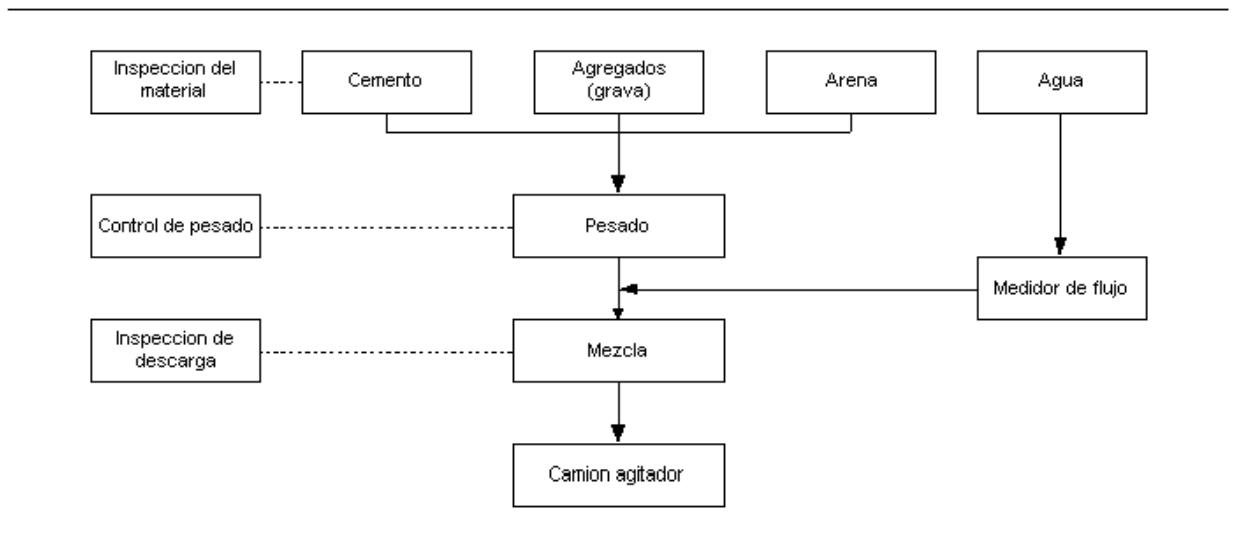 Inspeccion del
material
Cemento
Agregados
(grava)
Arena
Agua
Control de pesado
Pesado
Medidor de flujo
Inspeccion de
descarga
Mezcla
Camion agitador